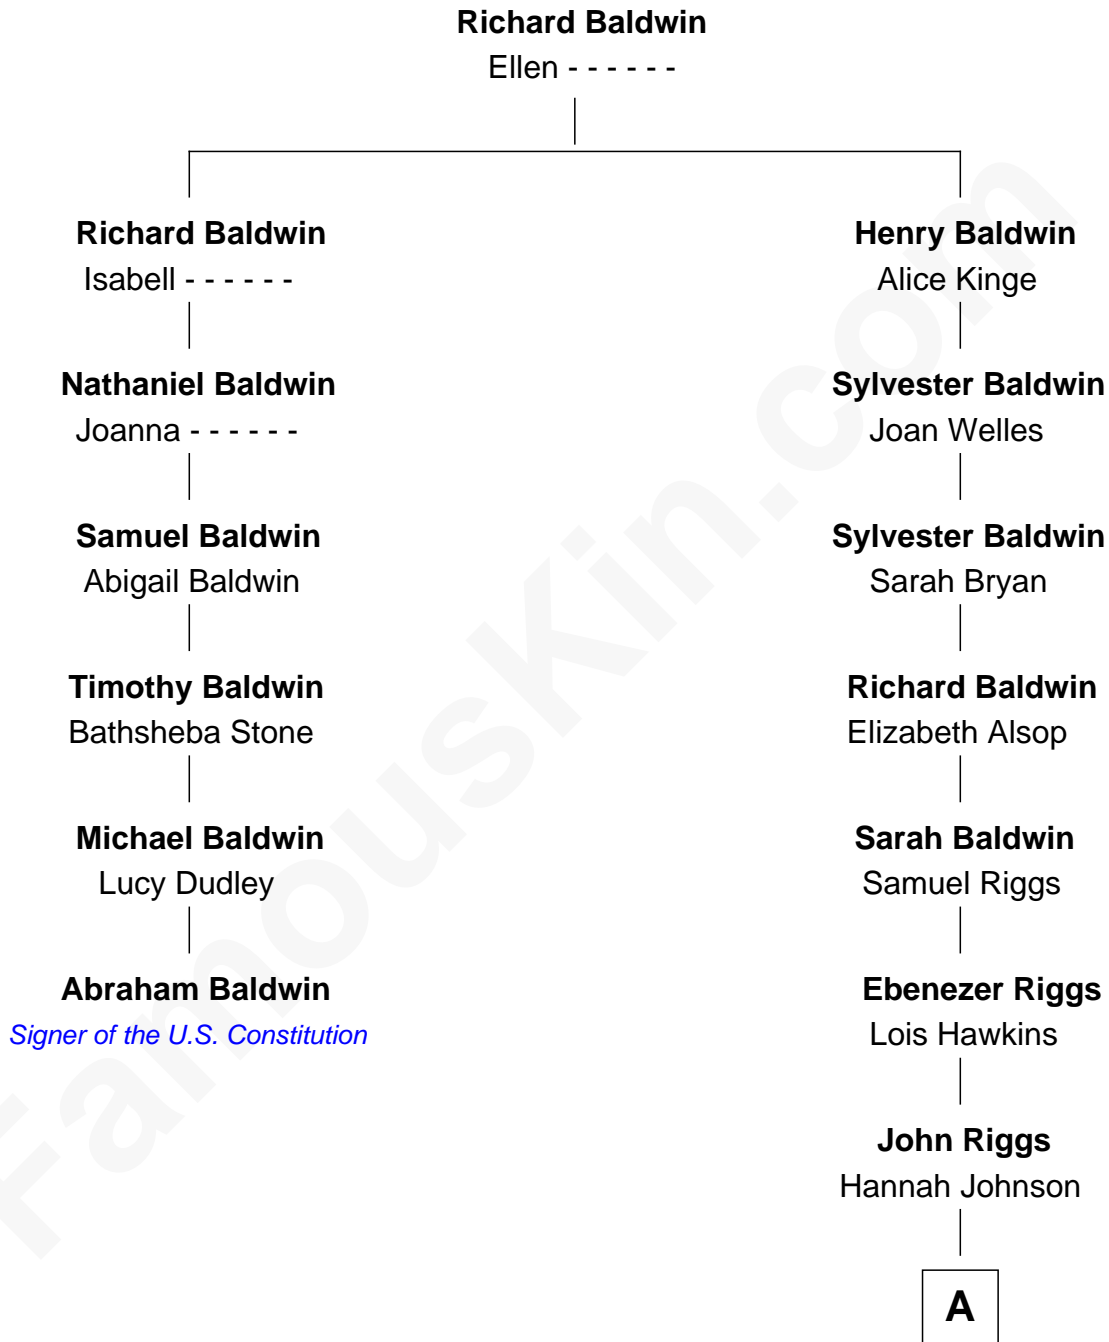 Richard Baldwin
Ellen - - - - - -
Richard Baldwin
Isabell - - - - - -
Henry Baldwin
Alice Kinge
Nathaniel Baldwin
Joanna - - - - - -
Sylvester Baldwin
Joan Welles
Samuel Baldwin
Abigail Baldwin
Sylvester Baldwin
Sarah Bryan
Timothy Baldwin
Bathsheba Stone
Richard Baldwin
Elizabeth Alsop
Michael Baldwin
Lucy Dudley
Sarah Baldwin
Samuel Riggs
Abraham Baldwin
Signer of the U.S. Constitution
Ebenezer Riggs
Lois Hawkins
John Riggs
Hannah Johnson
A
FamousKin.com